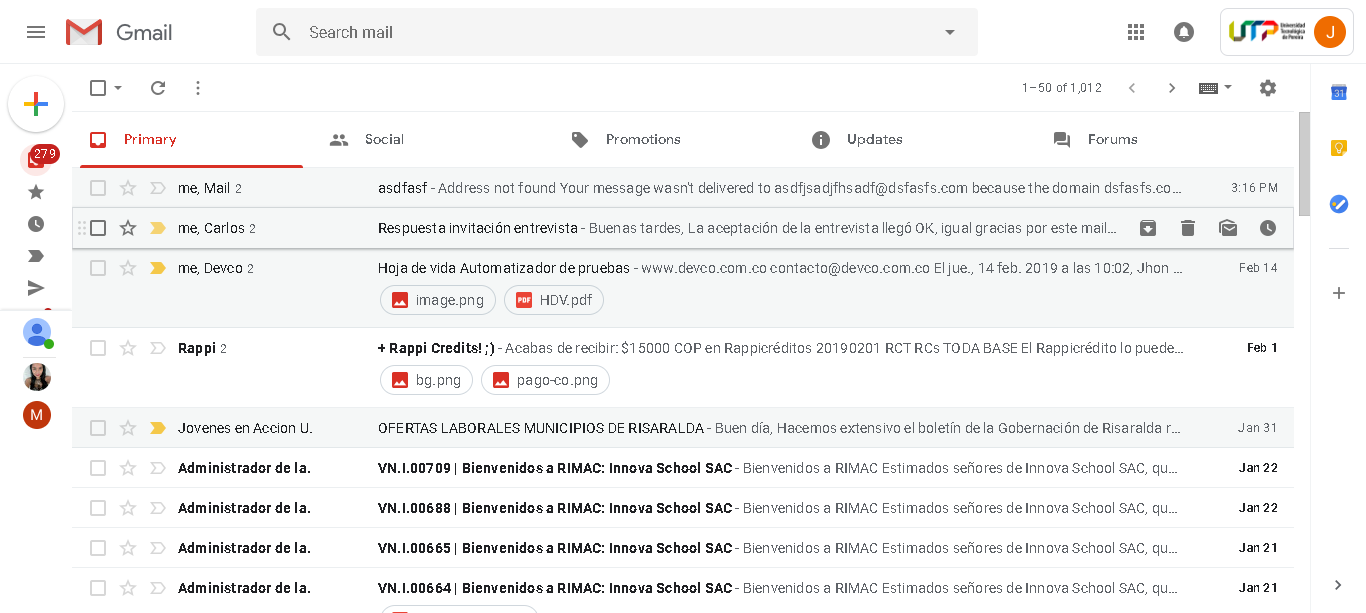 Gmail
Search mail
UTP Universidad Tecnológica de Pereira
J
1–50 of 1,012
31
279
Primary
Social
Promotions
Updates
Forums
me, Mail 2 asdfasf - Address not found Your message wasn't delivered to asdfjsadjfhsadf@dsfasfs.com because the domain dsfasfs.co… 3:16 PM
me, Carlos 2 Respuesta invitación entrevista - Buenas tardes, La aceptación de la entrevista llegó OK, igual gracias por este mail…
me, Devco 2 Hoja de vida Automatizador de pruebas - www.devco.com.co contacto@devco.com.co El jue., 14 feb. 2019 a las 10:02, Jhon … Feb 14
image.png PDF HDV.pdf
Rappi 2 + Rappi Credits! ;) - Acabas de recibir: $15000 COP en Rappicréditos 20190201 RCT RCs TODA BASE El Rappicrédito lo puede… Feb 1
bg.png pago-co.png
M
Jovenes en Accion U. OFERTAS LABORALES MUNICIPIOS DE RISARALDA - Buen día, Hacemos extensivo el boletín de la Gobernación de Risaralda r… Jan 31
Administrador de la. VN.I.00709 | Bienvenidos a RIMAC: Innova School SAC - Bienvenidos a RIMAC Estimados señores de Innova School SAC, qu… Jan 22
Administrador de la. VN.I.00688 | Bienvenidos a RIMAC: Innova School SAC - Bienvenidos a RIMAC Estimados señores de Innova School SAC, qu… Jan 22
Administrador de la. VN.I.00665 | Bienvenidos a RIMAC: Innova School SAC - Bienvenidos a RIMAC Estimados señores de Innova School SAC, qu… Jan 21
Administrador de la. VN.I.00664 | Bienvenidos a RIMAC: Innova School SAC - Bienvenidos a RIMAC Estimados señores de Innova School SAC, qu… Jan 21